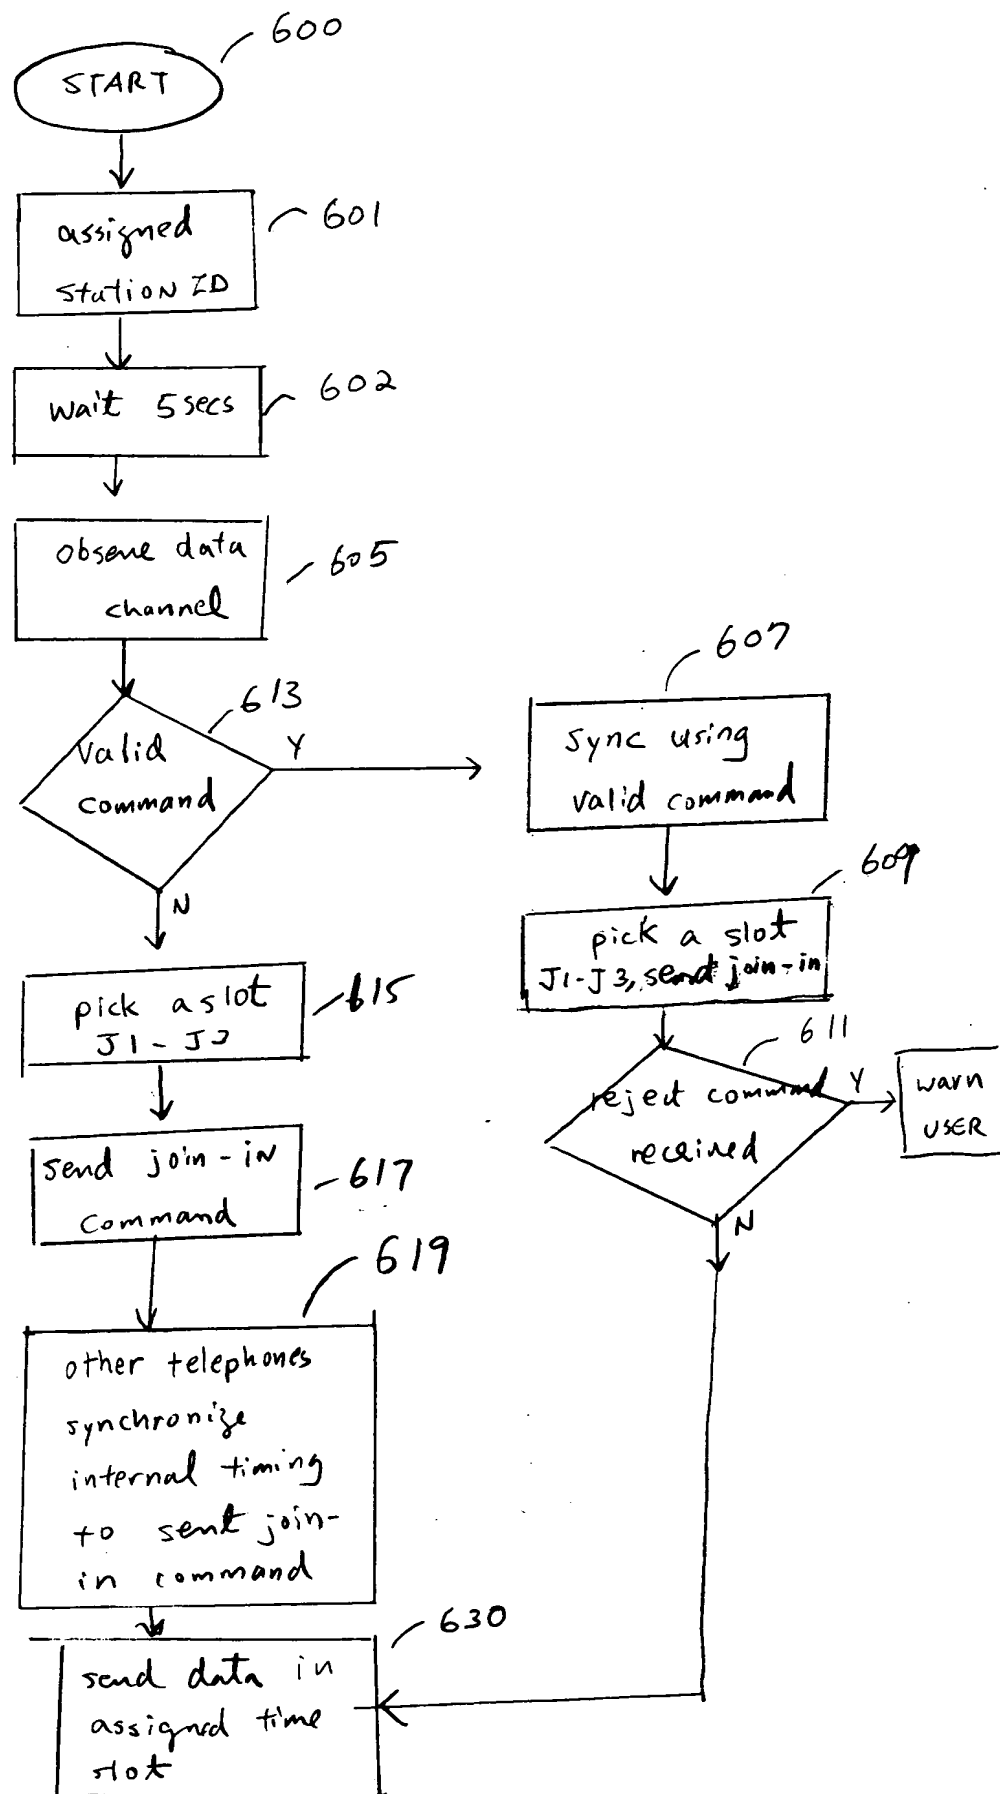 600
START
601
assigned
station ID
602
wait 5 secs
605
observe data
channel
613
Valid
command
Y
N
607
sync using
valid command
609
pick a slot
J1-J3, send join-in
611
reject command
received
Y
N
warn
USER
615
pick a slot
J1 - J3
617
send join-in
command
619
other telephones
synchronize
internal timing
to sent join-
in command
630
send data in
assigned time
slot